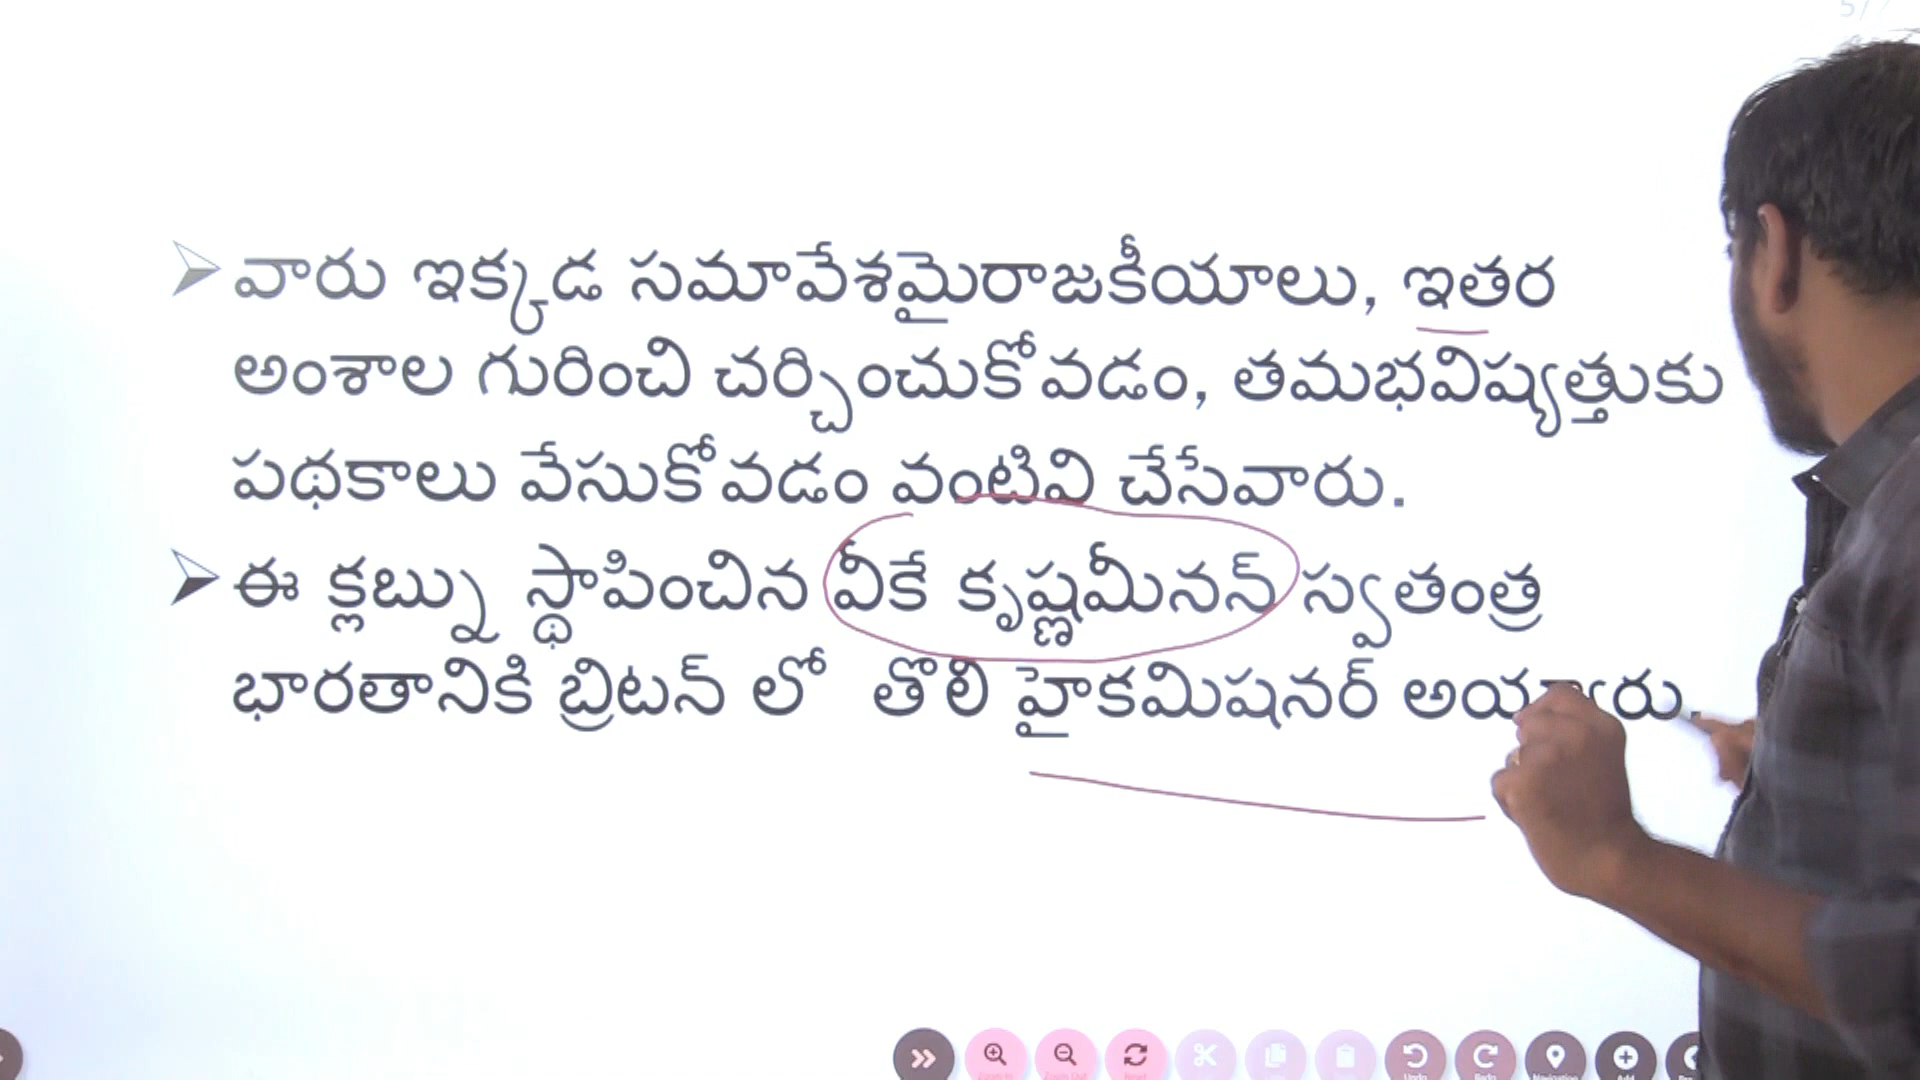 వారు ఇక్కడ సమావేశమైరాజకీయాలు, ఇతర
అంశాల గురించి చర్చించుకోవడం, తమభవిష్యత్తుకు
పథకాలు వేసుకోవడం వంటివి చేసేవారు.
ఈ క్లబ్ను స్థాపించిన వీకే కృష్ణమీనన్ స్వతంత్ర
భారతానికి బ్రిటన్ లో తొలి హైకమిషనర్ అయ్యారు.